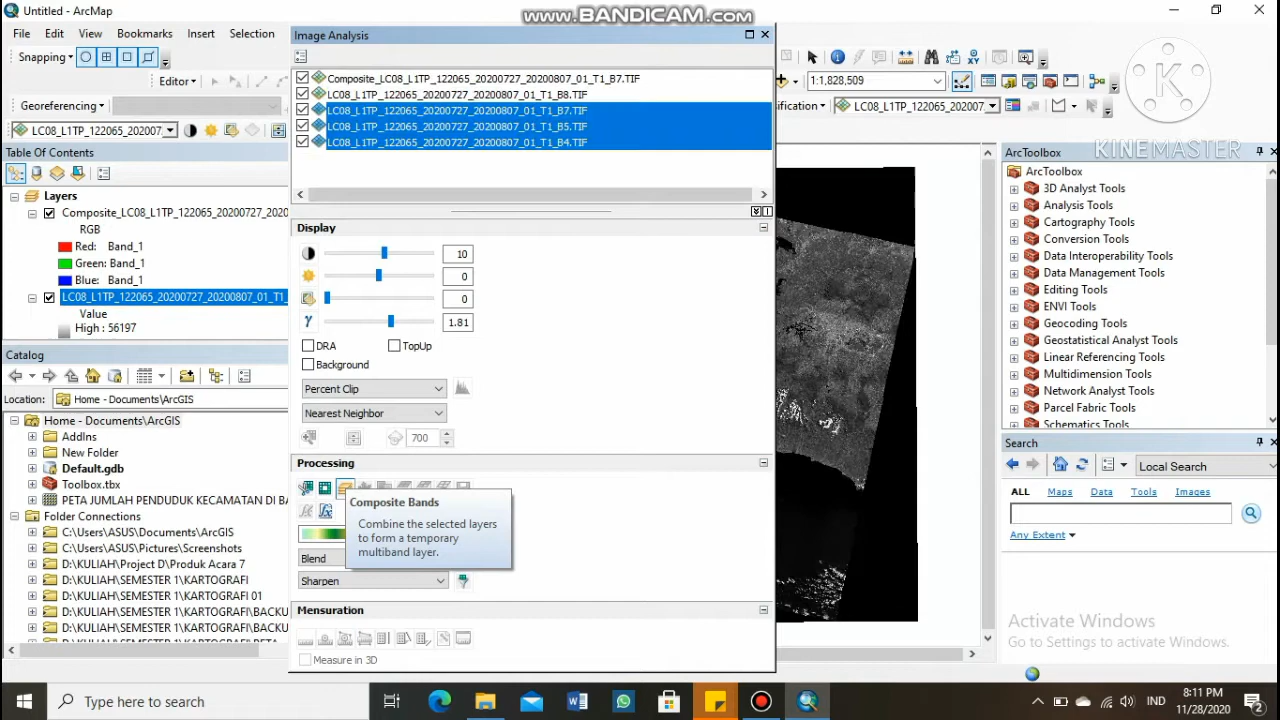 Untitled - ArcMap
www.BANDICAM.com
File Edit View Bookmarks Insert Selection
Snapping
Editor
Georeferencing
LC08_L1TP_122065_202007
Image Analysis
Composite_LC08_L1TP_122065_20200727_20200807_01_T1_B7.TIF
LC08_L1TP_122065_20200727_20200807_01_T1_B8.TIF
LC08_L1TP_122065_20200727_20200807_01_T1_B7.TIF
LC08_L1TP_122065_20200727_20200807_01_T1_B5.TIF
LC08_L1TP_122065_20200727_20200807_01_T1_B4.TIF
Display
10
0
0
1.81
DRA TopUp
Background
Percent Clip
Nearest Neighbor
700
Processing
Composite Bands
Combine the selected layers
to form a temporary
multiband layer.
Blend
Sharpen
Mensuration
Measure in 3D
1:1,828,509
ification
LC08_L1TP_122065_202007
K
KINEMASTER
Table Of Contents
Layers
Composite_LC08_L1TP_122065_20200727_2020
RGB
Red: Band_1
Green: Band_1
Blue: Band_1
LC08_L1TP_122065_20200727_20200807_01_T1_
Value
High : 56197
Catalog
Location: Home - Documents\ArcGIS
Home - Documents\ArcGIS
AddIns
New Folder
Default.gdb
Toolbox.tbx
PETA JUMLAH PENDUDUK KECAMATAN DI BA
Folder Connections
C:\Users\ASUS\Documents\ArcGIS
C:\Users\ASUS\Pictures\Screenshots
D:\KULIAH\Project D\Produk Acara 7
D:\KULIAH\SEMESTER 1\KARTOGRAFI
D:\KULIAH\SEMESTER 1\KARTOGRAFI 01
D:\KULIAH\SEMESTER 1\KARTOGRAFI\BACKU
D:\KULIAH\SEMESTER 1\KARTOGRAFI\BACKU
ArcToolbox
ArcToolbox
3D Analyst Tools
Analysis Tools
Cartography Tools
Conversion Tools
Data Interoperability Tools
Data Management Tools
Editing Tools
ENVI Tools
Geocoding Tools
Geostatistical Analyst Tools
Linear Referencing Tools
Multidimension Tools
Network Analyst Tools
Parcel Fabric Tools
Schematics Tools
Search
Local Search
ALL Maps Data Tools Images
Any Extent
Activate Windows
Go to Settings to activate Windows.
Type here to search
IND
8:11 PM
11/28/2020
2